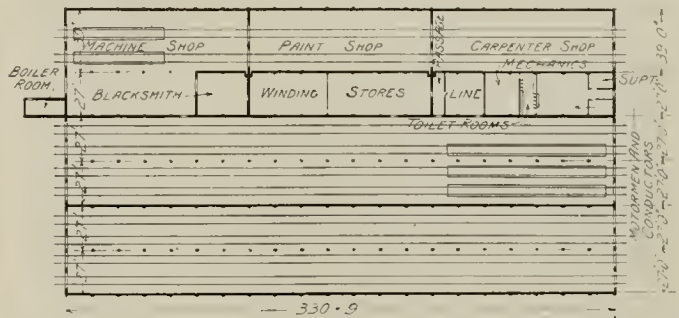 MACHINE SHOP
PAINT SHOP
PASSAGE
CARPENTER SHOP
MECHANICS
BOILER
ROOM
BLACKSMITH
WINDING
STORES
LINE
SUPT.
TOILET ROOMS
MOTORMEN AND
CONDUCTORS
330-9